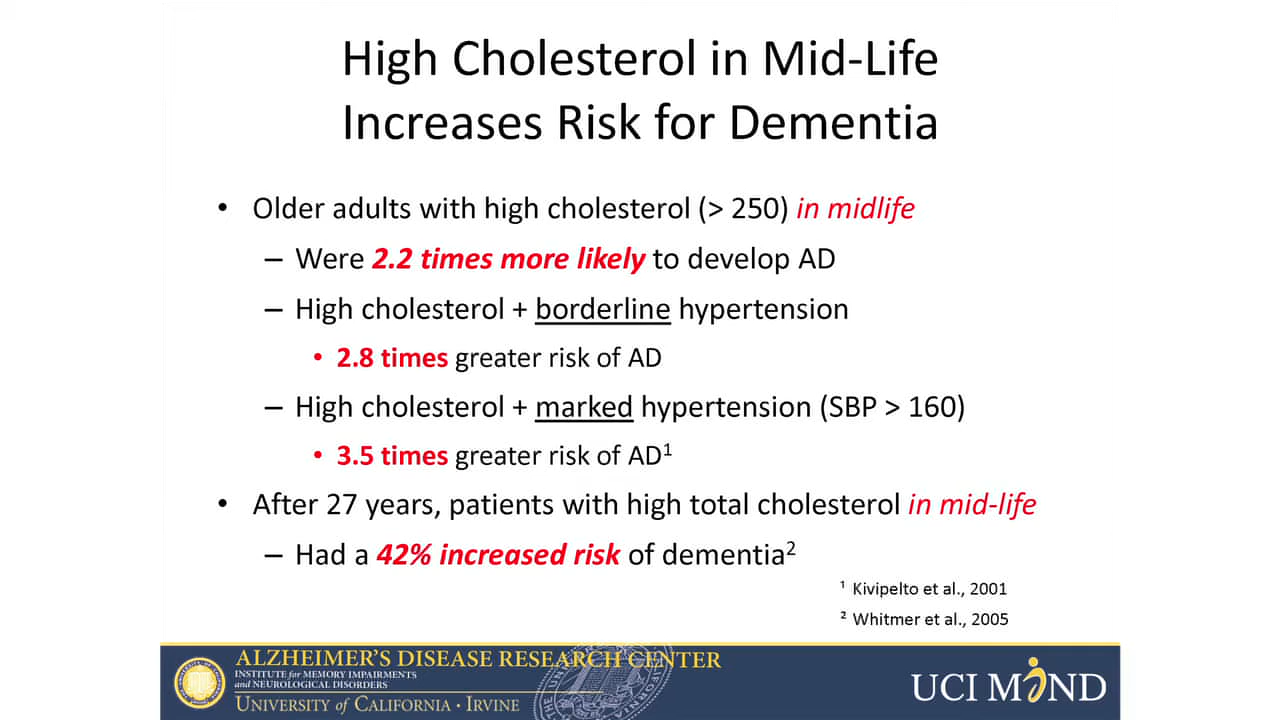 High Cholesterol in Mid-Life
Increases Risk for Dementia
• Older adults with high cholesterol (> 250) in midlife
– Were 2.2 times more likely to develop AD
– High cholesterol + borderline hypertension
• 2.8 times greater risk of AD
– High cholesterol + marked hypertension (SBP > 160)
• 3.5 times greater risk of AD¹
• After 27 years, patients with high total cholesterol in mid-life
– Had a 42% increased risk of dementia²
¹ Kivipelto et al., 2001
² Whitmer et al., 2005
ALZHEIMER'S DISEASE RESEARCH CENTER
INSTITUTE for MEMORY IMPAIRMENTS
and NEUROLOGICAL DISORDERS
UNIVERSITY of CALIFORNIA • IRVINE
UCI MIND